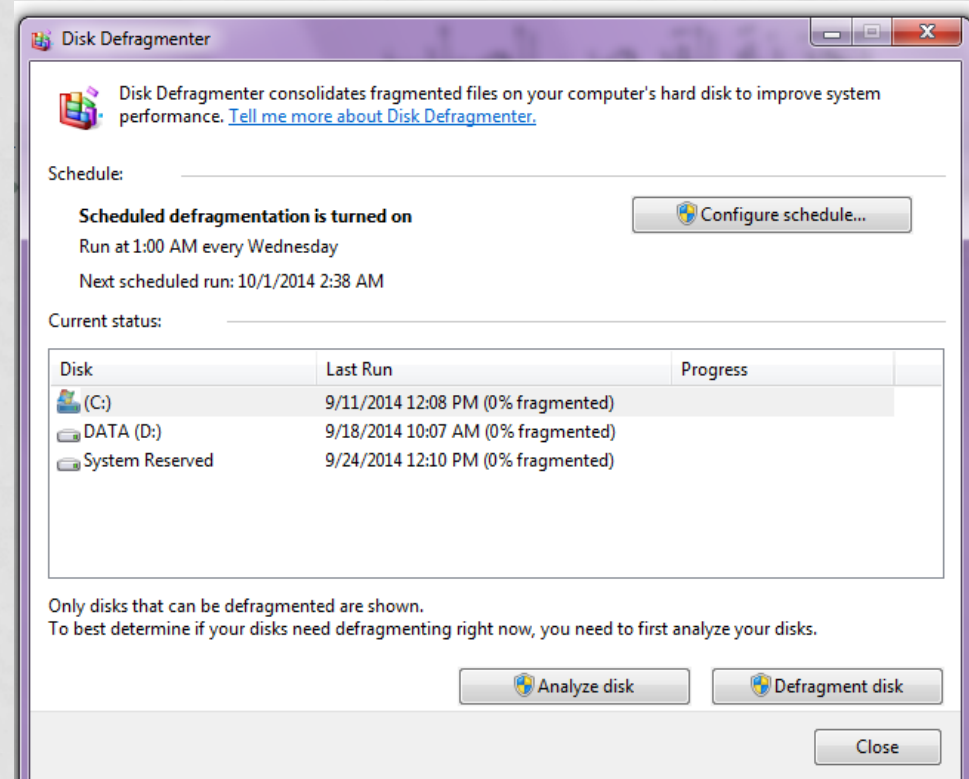 Disk Defragmenter
Disk Defragmenter consolidates fragmented files on your computer's hard disk to improve system
performance. Tell me more about Disk Defragmenter.
Schedule:
Scheduled defragmentation is turned on
Configure schedule...
Run at 1:00 AM every Wednesday
Next scheduled run: 10/1/2014 2:38 AM
Current status:
Disk Last Run Progress
(C:) 9/11/2014 12:08 PM (0% fragmented)
DATA (D:) 9/18/2014 10:07 AM (0% fragmented)
System Reserved 9/24/2014 12:10 PM (0% fragmented)
Only disks that can be defragmented are shown.
To best determine if your disks need defragmenting right now, you need to first analyze your disks.
Analyze disk Defragment disk
Close